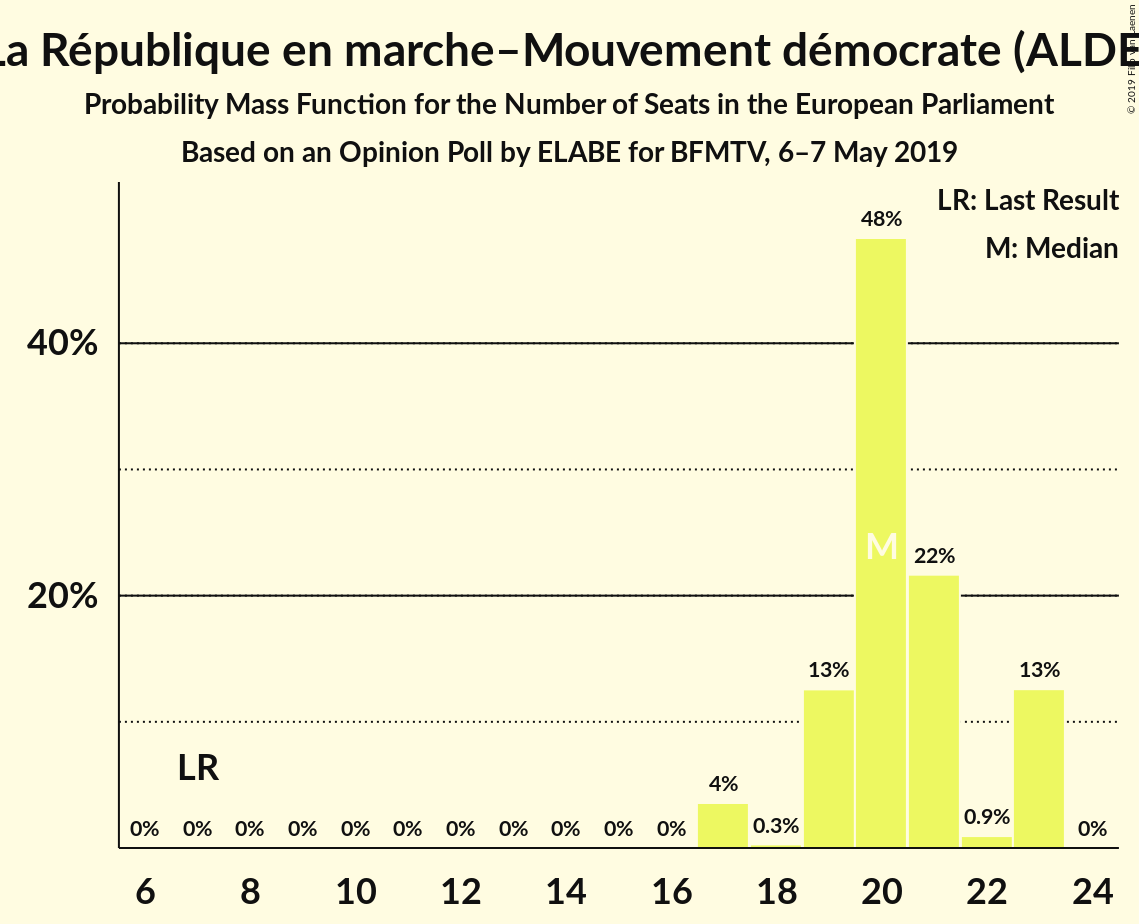 La République en marche–Mouvement démocrate (ALDE
Probability Mass Function for the Number of Seats in the European Parliament
Based on an Opinion Poll by ELABE for BFMTV, 6–7 May 2019
© 2019
LR: Last Result
M: Median
48%
40%
M
22%
20%
13%
13%
LR
4%
0.9%
0.3%
0% 0% 0% 0% 0% 0% 0% 0% 0% 0% 0% 0%
6 8 10 12 14 16 18 20 22 24